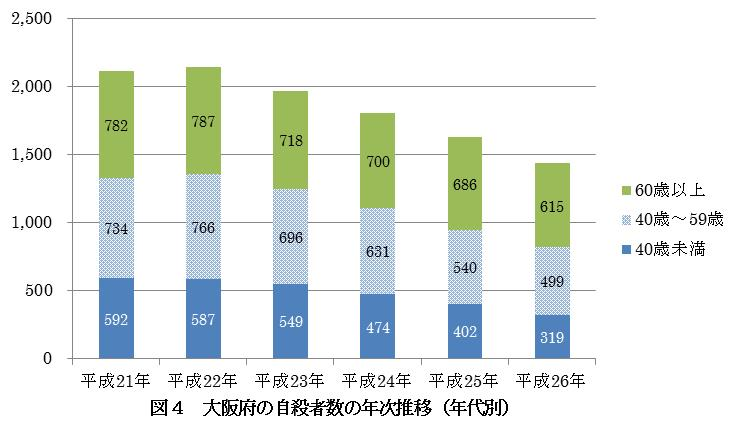 2,500
2,000
1,500
1,000
500
0
782 787 718 700 686 615
734 766 696 631 540 499
592 587 549 474 402 319
60歳以上
40歳～59歳
40歳未満
平成21年 平成22年 平成23年 平成24年 平成25年 平成26年
図４　大阪府の自殺者数の年次推移（年代別）